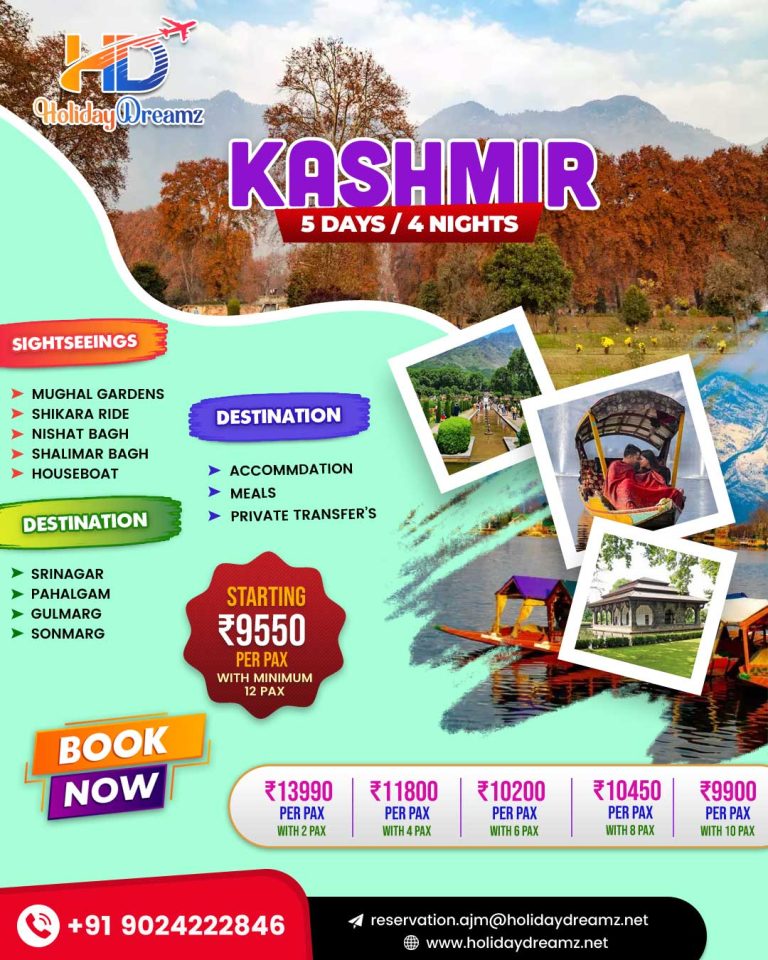 HD
Holiday Dreamz
KASHMIR
5 DAYS / 4 NIGHTS
SIGHTSEEINGS
MUGHAL GARDENS
SHIKARA RIDE
NISHAT BAGH
SHALIMAR BAGH
HOUSEBOAT
DESTINATION
ACCOMMDATION
MEALS
PRIVATE TRANSFER'S
DESTINATION
SRINAGAR
PAHALGAM
GULMARG
SONMARG
STARTING
₹9550
PER PAX
WITH MINIMUM
12 PAX
BOOK
NOW
₹13990
PER PAX
WITH 2 PAX
₹11800
PER PAX
WITH 4 PAX
₹10200
PER PAX
WITH 6 PAX
₹10450
PER PAX
WITH 8 PAX
₹9900
PER PAX
WITH 10 PAX
+91 9024222846
reservation.ajm@holidaydreamz.net
www.holidaydreamz.net